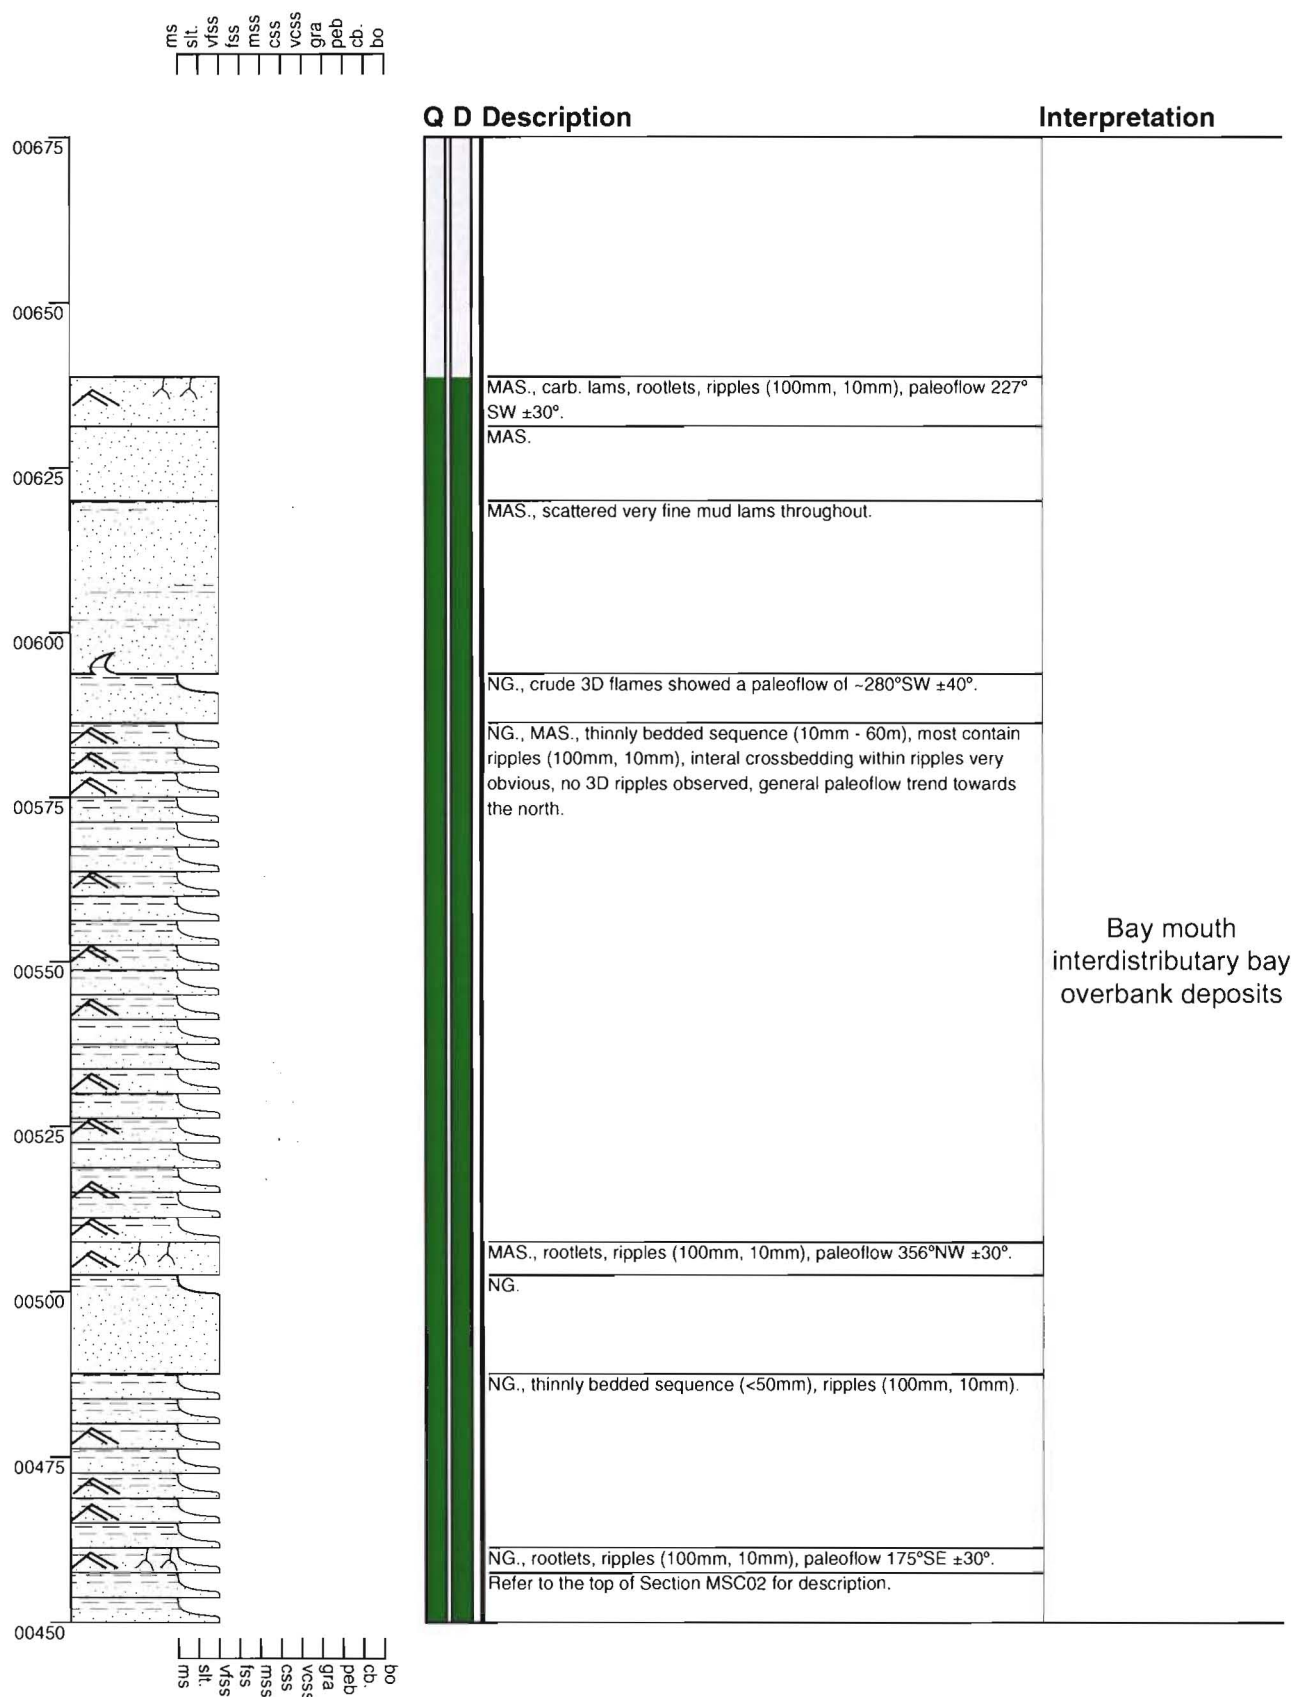 ms
slt.
vfss
fss
mss
css
vcss
gra
peb
cb.
bo
Q D Description Interpretation
00675
00650
MAS., carb. lams, rootlets, ripples (100mm, 10mm), paleoflow 227°
SW ±30°.
MAS.
00625
MAS., scattered very fine mud lams throughout.
00600
NG., crude 3D flames showed a paleoflow of ~280°SW ±40°.
NG., MAS., thinnly bedded sequence (10mm - 60m), most contain
ripples (100mm, 10mm), interal crossbedding within ripples very
obvious, no 3D ripples observed, general paleoflow trend towards
the north.
00575
Bay mouth
interdistributary bay
overbank deposits
00550
00525
MAS., rootlets, ripples (100mm, 10mm), paleoflow 356°NW ±30°.
NG.
00500
NG., thinnly bedded sequence (<50mm), ripples (100mm, 10mm).
00475
NG., rootlets, ripples (100mm, 10mm), paleoflow 175°SE ±30°.
Refer to the top of Section MSC02 for description.
00450
ms
slt.
vfss
fss
mss
css
vcss
gra
peb
cb.
bo